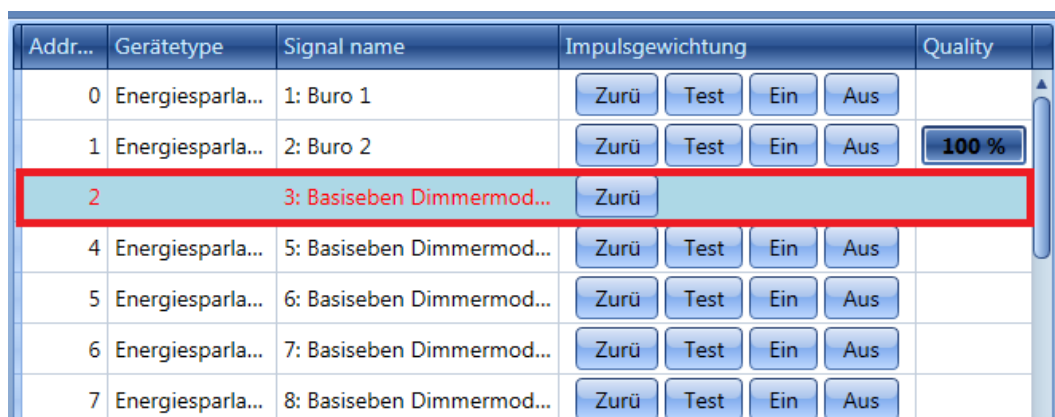 Addr... Gerätetype Signal name Impulsgewichtung Quality
0 Energiesparla... 1: Buro 1 Zurü Test Ein Aus
1 Energiesparla... 2: Buro 2 Zurü Test Ein Aus 100 %
2 3: Basiseben Dimmermod... Zurü
4 Energiesparla... 5: Basiseben Dimmermod... Zurü Test Ein Aus
5 Energiesparla... 6: Basiseben Dimmermod... Zurü Test Ein Aus
6 Energiesparla... 7: Basiseben Dimmermod... Zurü Test Ein Aus
7 Energiesparla... 8: Basiseben Dimmermod... Zurü Test Ein Aus